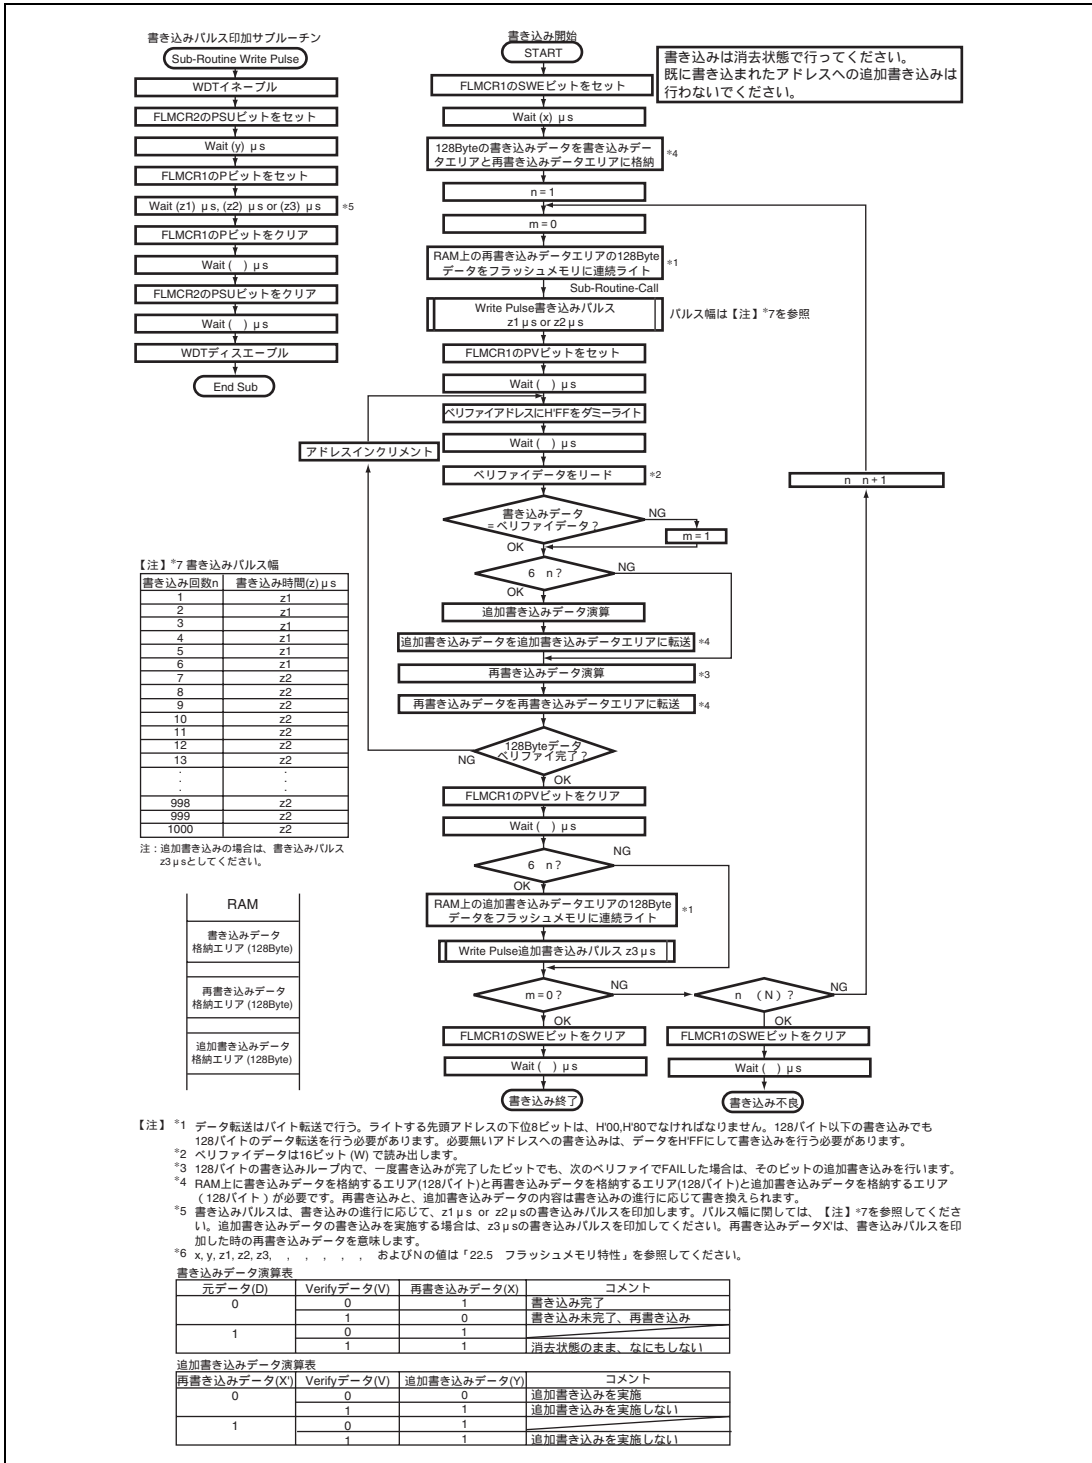 書き込みパルス印加サブルーチン
Sub-Routine Write Pulse
WDTイネーブル
FLMCR2のPSUビットをセット
Wait (y) μs
FLMCR1のPビットをセット
Wait (z1) μs, (z2) μs or (z3) μs *5
FLMCR1のPビットをクリア
Wait ( ) μs
FLMCR2のPSUビットをクリア
Wait ( ) μs
WDTディスエーブル
End Sub
書き込み開始
START
書き込みは消去状態で行ってください。
既に書き込まれたアドレスへの追加書き込みは
行わないでください。
FLMCR1のSWEビットをセット
Wait (x) μs
128Byteの書き込みデータを書き込みデー
タエリアと再書き込みデータエリアに格納 *4
n = 1
m = 0
RAM上の再書き込みデータエリアの128Byte
データをフラッシュメモリに連続ライト *1
Sub-Routine-Call
Write Pulse書き込みパルス
z1μs or z2μs
パルス幅は【注】*7を参照
FLMCR1のPVビットをセット
Wait ( ) μs
ベリファイアドレスにH'FFをダミーライト
Wait ( ) μs
アドレスインクリメント
ベリファイデータをリード *2
n n + 1
書き込みデータ
= ベリファイデータ?
NG
m = 1
OK
6 n?
NG
OK
追加書き込みデータ演算
追加書き込みデータを追加書き込みデータエリアに転送 *4
再書き込みデータ演算 *3
再書き込みデータを再書き込みデータエリアに転送 *4
128Byteデータ
ベリファイ完了?
NG
OK
FLMCR1のPVビットをクリア
Wait ( ) μs
6 n?
NG
OK
RAM上の追加書き込みデータエリアの128Byte
データをフラッシュメモリに連続ライト *1
Write Pulse追加書き込みパルス z3μs
m = 0?
NG
n (N)?
NG
OK
OK
FLMCR1のSWEビットをクリア
FLMCR1のSWEビットをクリア
Wait ( ) μs
Wait ( ) μs
書き込み終了
書き込み不良
【注】*7 書き込みパルス幅
書き込み回数n 書き込み時間(z)μs
1 z1
2 z1
3 z1
4 z1
5 z1
6 z1
7 z2
8 z2
9 z2
10 z2
11 z2
12 z2
13 z2
. .
. .
. .
998 z2
999 z2
1000 z2
注：追加書き込みの場合は、書き込みパルス
z3μsとしてください。
RAM
書き込みデータ
格納エリア (128Byte)
再書き込みデータ
格納エリア (128Byte)
追加書き込みデータ
格納エリア (128Byte)
【注】 *1 データ転送はバイト転送で行う。ライトする先頭アドレスの下位8ビットは、H'00,H'80でなければなりません。128バイト以下の書き込みでも
128バイトのデータ転送を行う必要があります。必要無いアドレスへの書き込みは、データをH'FFにして書き込みを行う必要があります。
*2 ベリファイデータは16ビット (W) で読み出します。
*3 128バイトの書き込みループ内で、一度書き込みが完了したビットでも、次のベリファイでFAILした場合は、そのビットの追加書き込みを行います。
*4 RAM上に書き込みデータを格納するエリア(128バイト)と再書き込みデータを格納するエリア(128バイト)と追加書き込みデータを格納するエリア
(128バイト)が必要です。再書き込みと、追加書き込みデータの内容は書き込みの進行に応じて書き換えられます。
*5 書き込みパルスは、書き込みの進行に応じて、z1μs or z2μsの書き込みパルスを印加します。パルス幅に関しては、【注】*7を参照してくださ
い。追加書き込みデータの書き込みを実施する場合は、z3μsの書き込みパルスを印加してください。再書き込みデータX'は、書き込みパルスを印
加した時の再書き込みデータを意味します。
*6 x, y, z1, z2, z3, , , , , , およびNの値は「22.5 フラッシュメモリ特性」を参照してください。
書き込みデータ演算表
元データ(D) Verifyデータ(V) 再書き込みデータ(X) コメント
0 0 1 書き込み完了
1 0 書き込み未完了、再書き込み
1 0 1
1 1 消去状態のまま、なにもしない
追加書き込みデータ演算表
再書き込みデータ(X') Verifyデータ(V) 追加書き込みデータ(Y) コメント
0 0 0 追加書き込みを実施
1 1 追加書き込みを実施しない
1 0 1
1 1 追加書き込みを実施しない